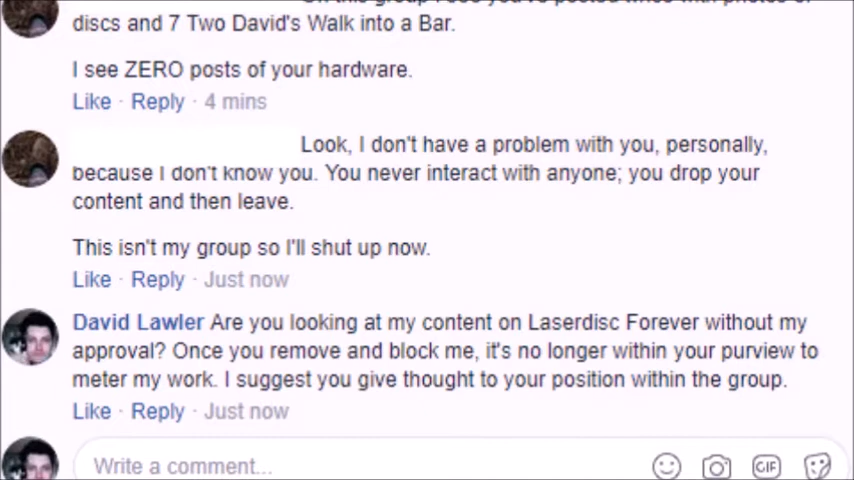 discs and 7 Two David's Walk into a Bar.
I see ZERO posts of your hardware.
Like · Reply · 4 mins
Look, I don't have a problem with you, personally,
because I don't know you. You never interact with anyone; you drop your
content and then leave.
This isn't my group so I'll shut up now.
Like · Reply · Just now
David Lawler Are you looking at my content on Laserdisc Forever without my
approval? Once you remove and block me, it's no longer within your purview to
meter my work. I suggest you give thought to your position within the group.
Like · Reply · Just now
Write a comment...
GIF